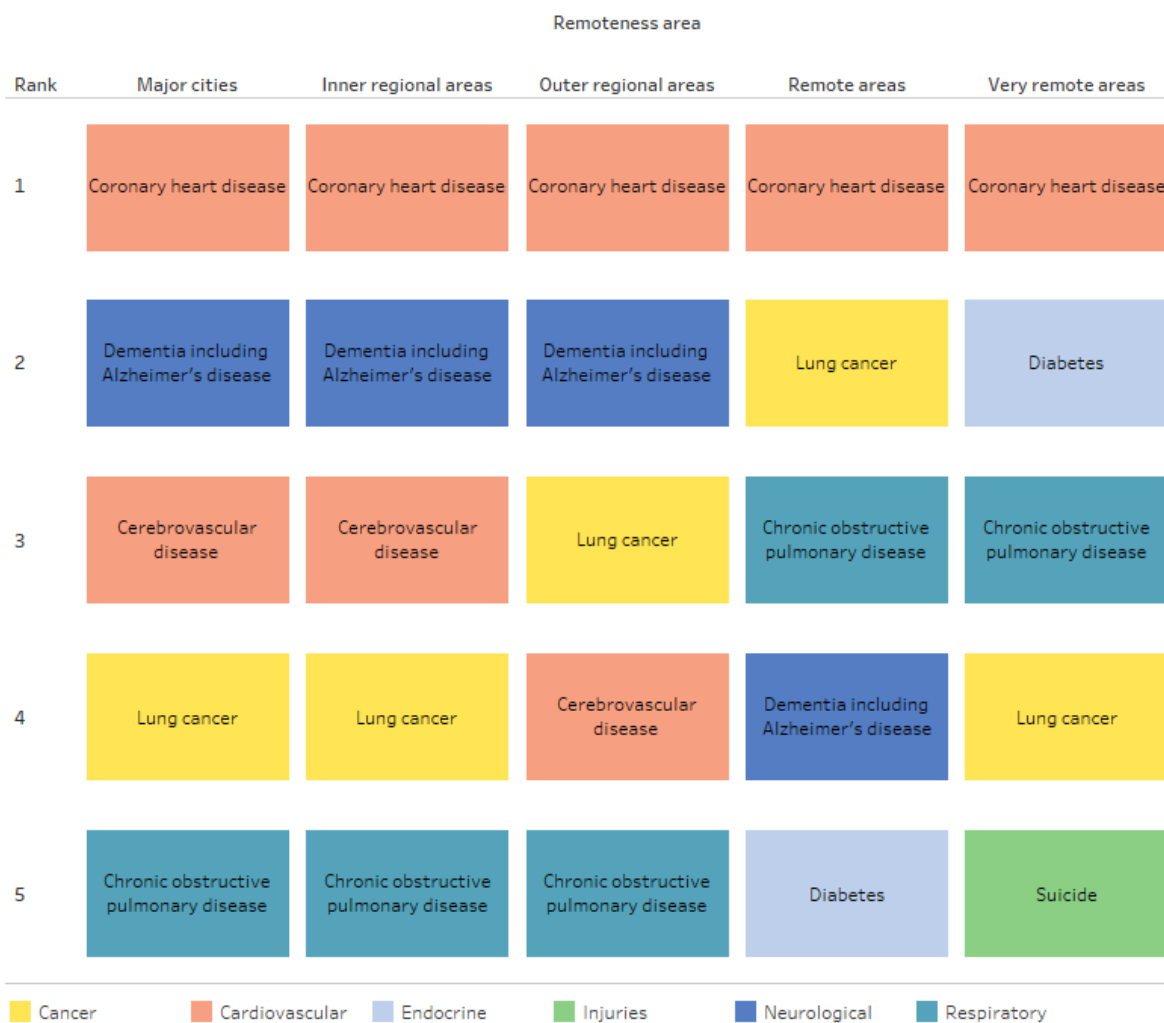 Remoteness area
Rank Major cities Inner regional areas Outer regional areas Remote areas Very remote areas
1 Coronary heart disease Coronary heart disease Coronary heart disease Coronary heart disease Coronary heart disease
2 Dementia including Alzheimer’s disease Dementia including Alzheimer’s disease Dementia including Alzheimer’s disease Lung cancer Diabetes
3 Cerebrovascular disease Cerebrovascular disease Lung cancer Chronic obstructive pulmonary disease Chronic obstructive pulmonary disease
4 Lung cancer Lung cancer Cerebrovascular disease Dementia including Alzheimer’s disease Lung cancer
5 Chronic obstructive pulmonary disease Chronic obstructive pulmonary disease Chronic obstructive pulmonary disease Diabetes Suicide
Cancer Cardiovascular Endocrine Injuries Neurological Respiratory